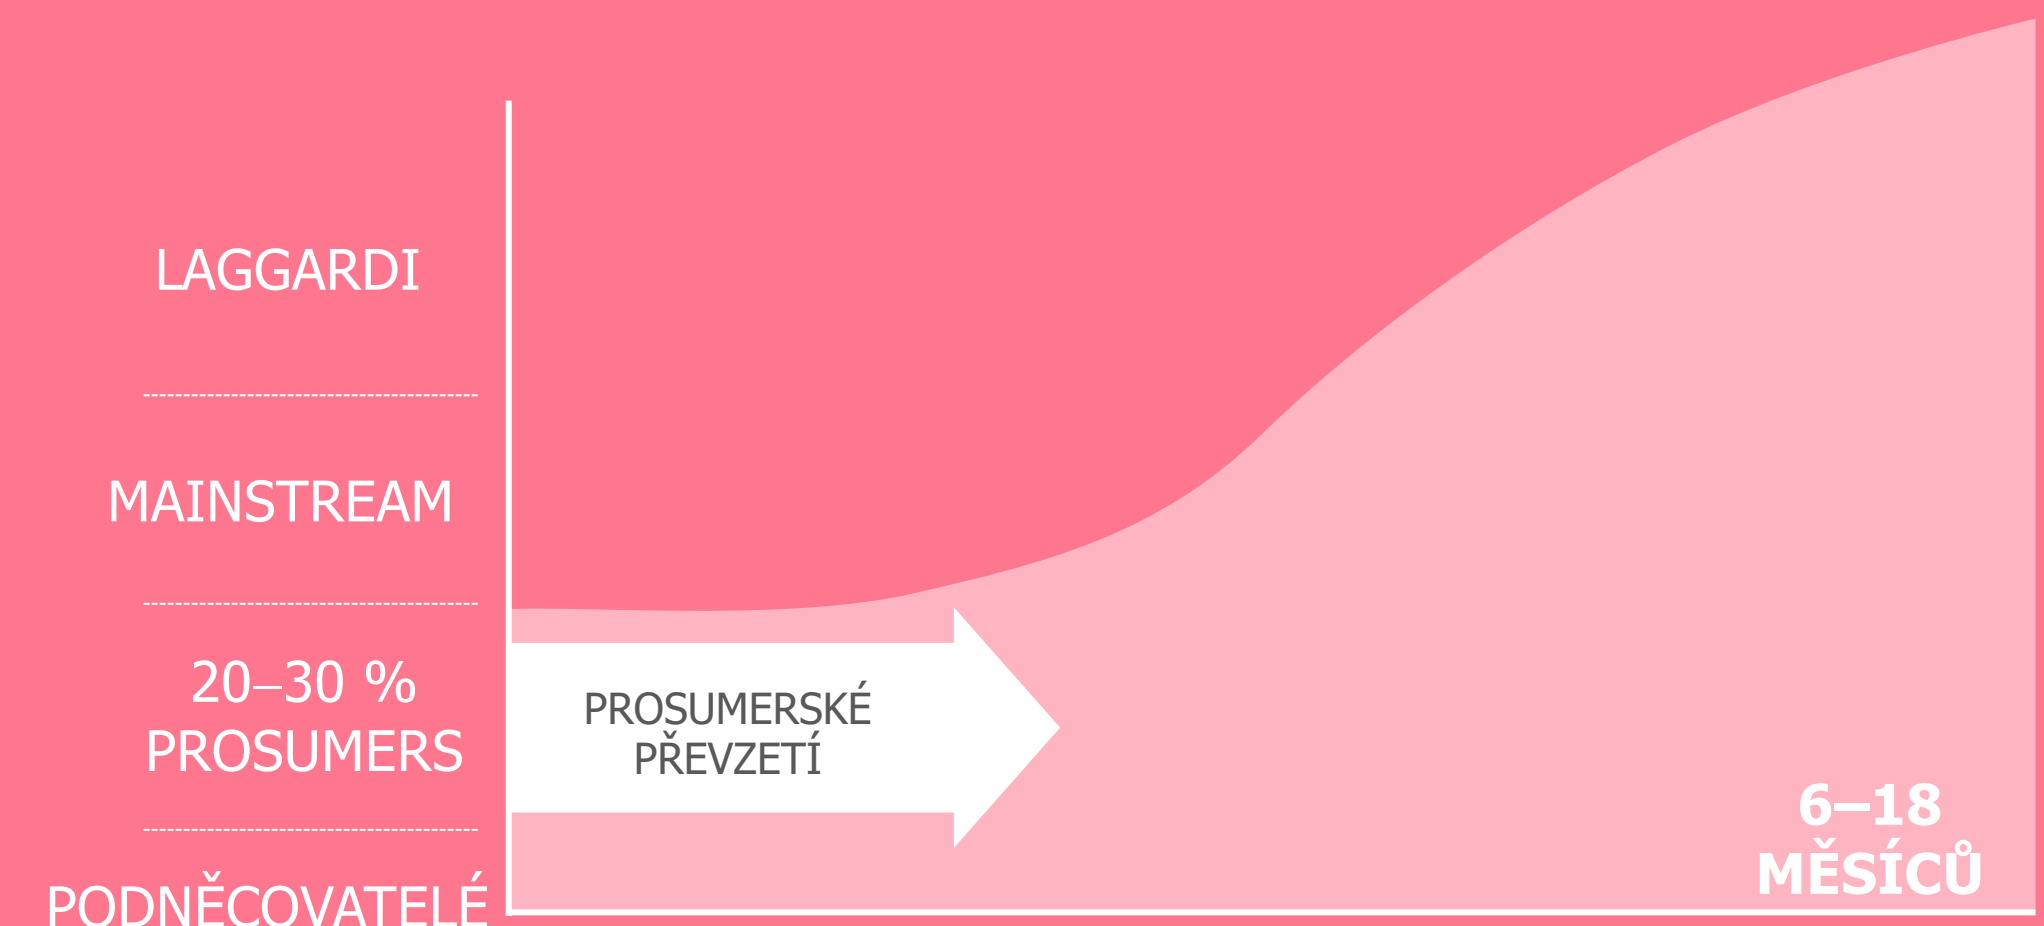 LAGGARDI
MAINSTREAM
20–30 %
PROSUMERS
PODNĚCOVATELÉ
PROSUMERSKÉ
PŘEVZETÍ
6–18
MĚSÍCŮ